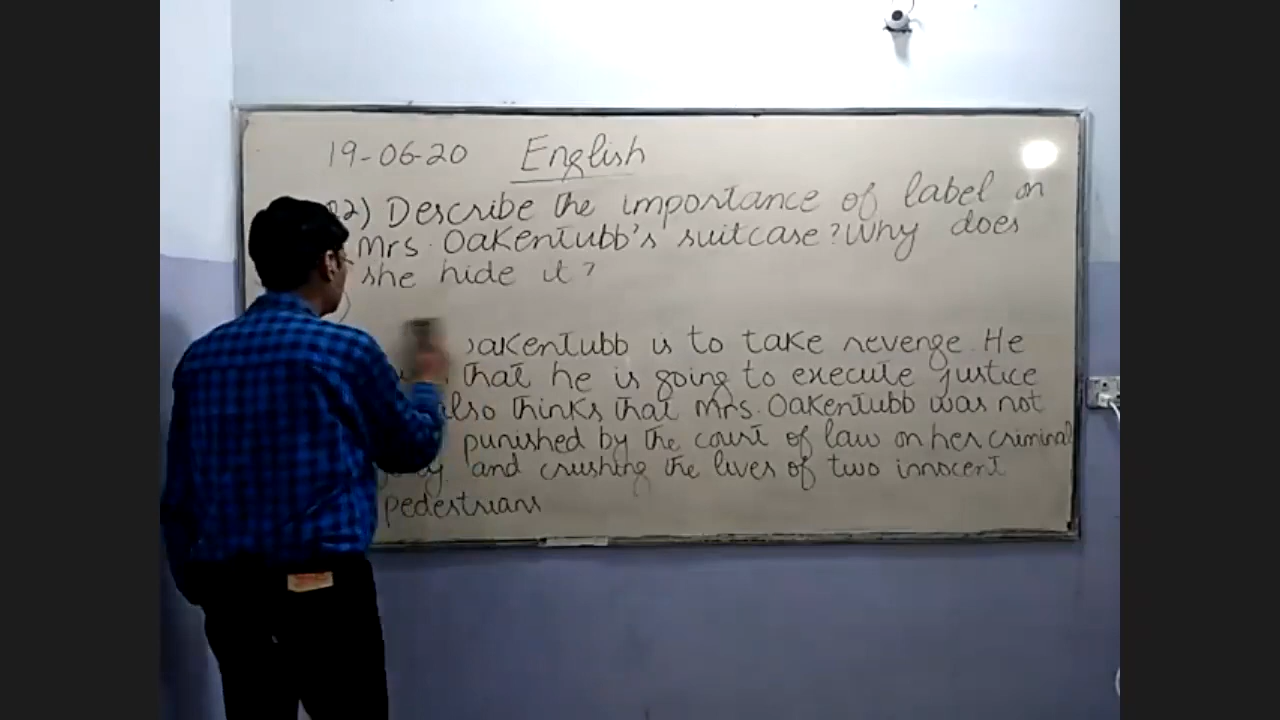 19-06-20 English
Q2) Describe the importance of label on
Mrs. Oakentubb's suitcase? Why does
she hide it?
akentubb is to take revenge. He
that he is going to execute justice
also thinks that Mrs. Oakentubb was not
punished by the court of law on her criminal
and crushing the lives of two innocent
pedestrians